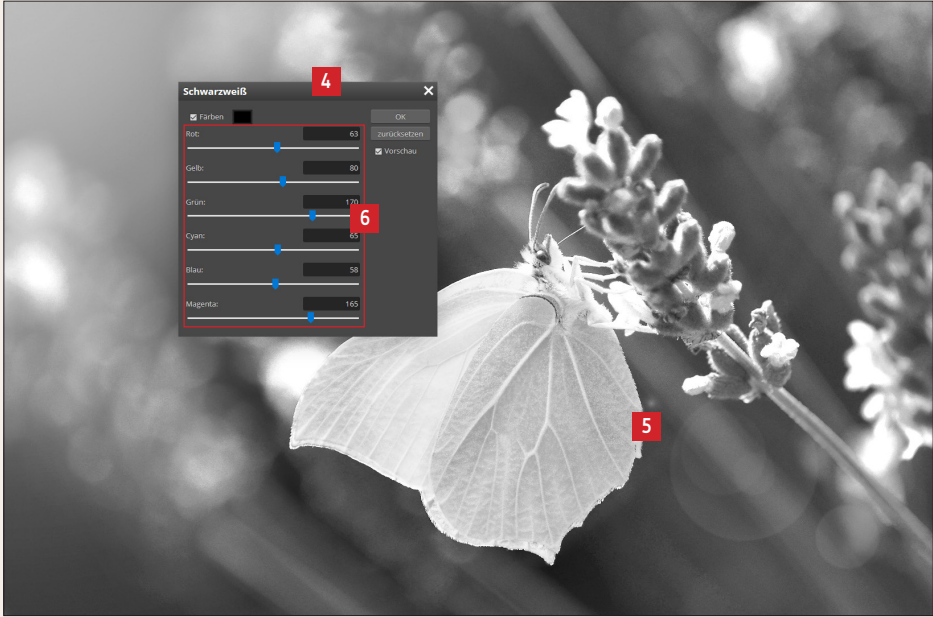 4
Schwarzweiß
Färben
OK
Rot: 63
zurücksetzen
Vorschau
Gelb: 80
Grün: 170
6
Cyan: 65
Blau: 58
Magenta: 165
5